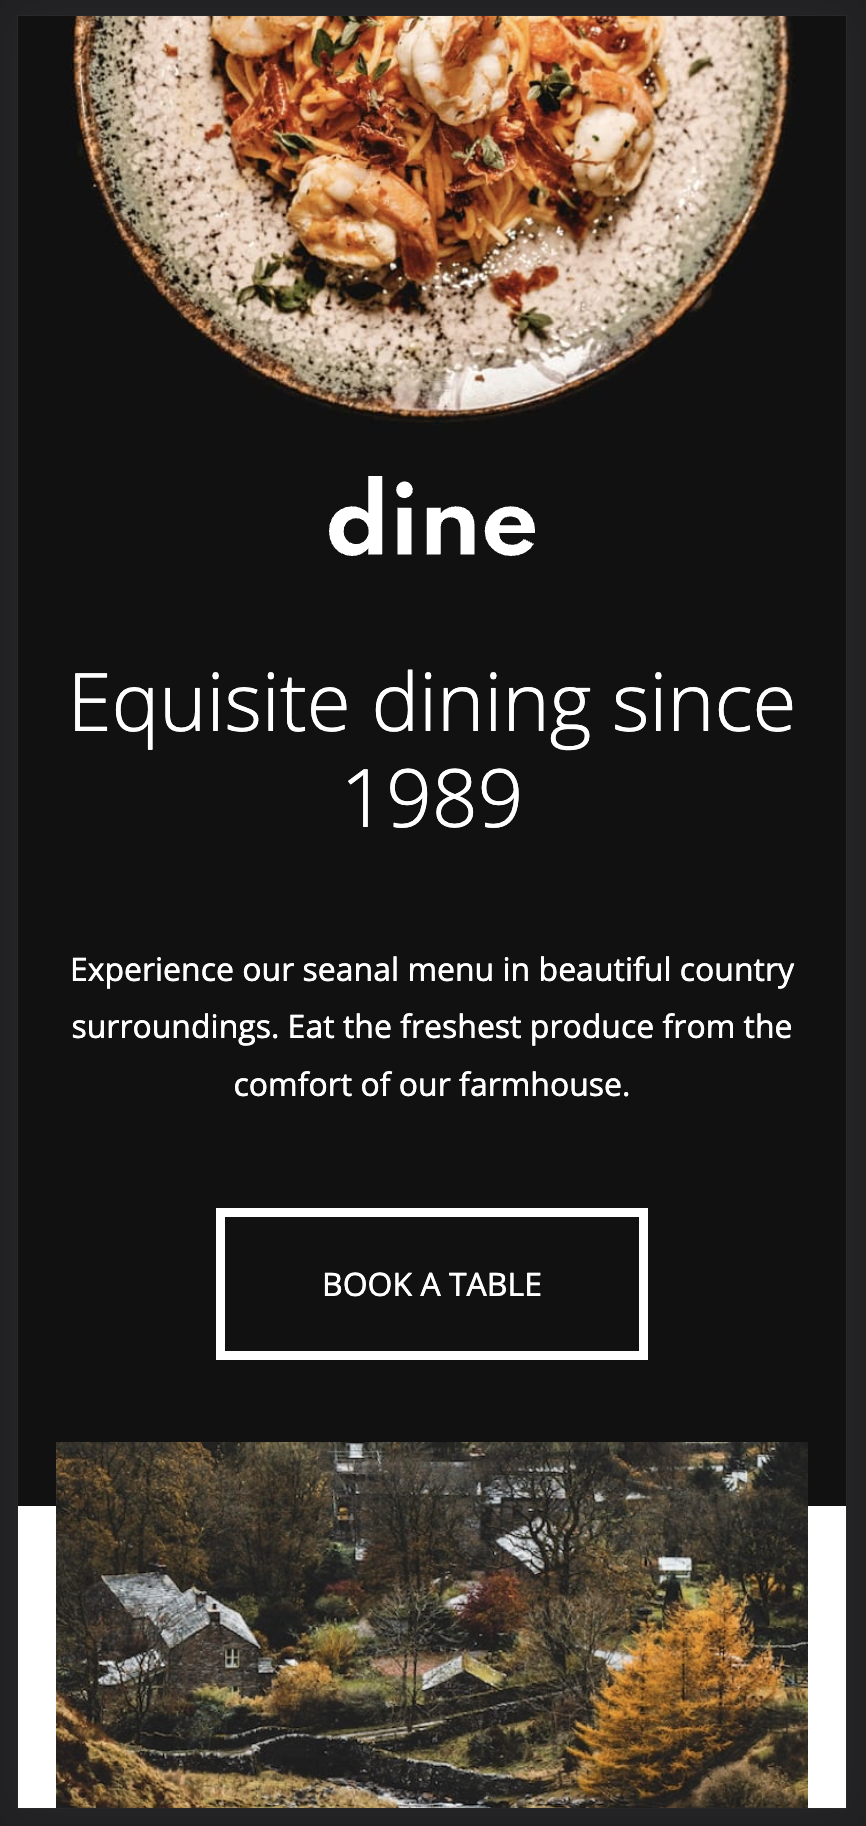 dine
Equisite dining since
1989
Experience our seanal menu in beautiful country
surroundings. Eat the freshest produce from the
comfort of our farmhouse.
BOOK A TABLE